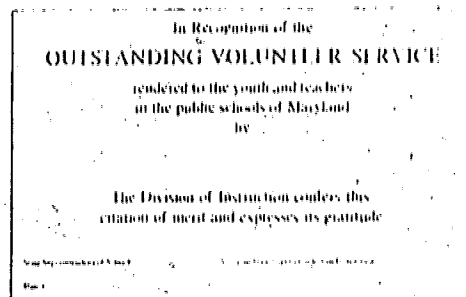 In Recognition of the
OUTSTANDING VOLUNTEER SERVICE
rendered to the youth and teachers
in the public schools of Maryland
by
The Division of Instruction confers this
citation of merit and expresses its gratitude